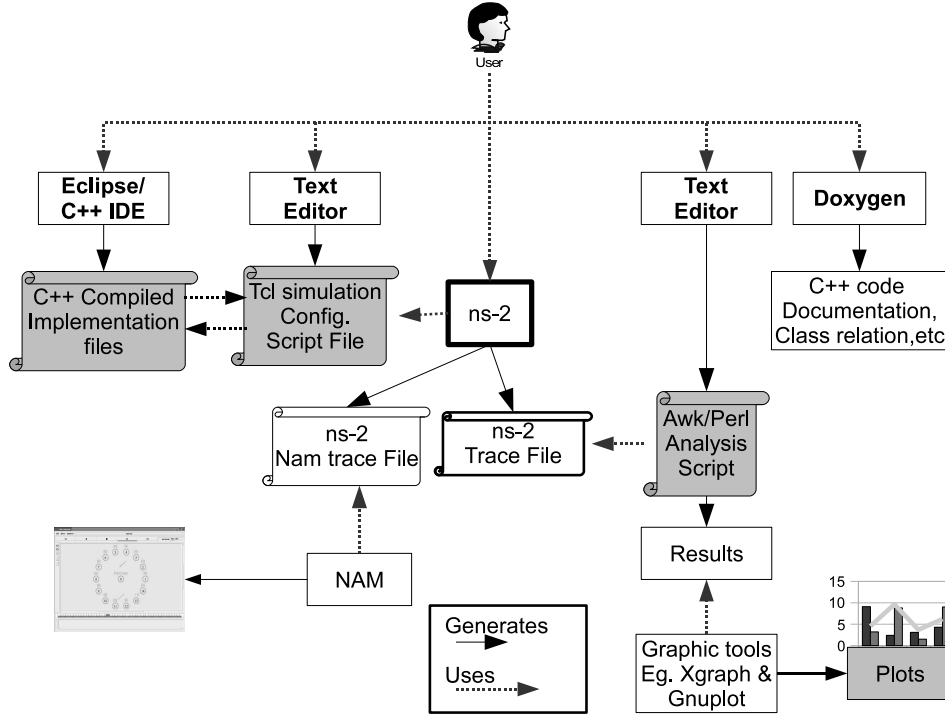 User
Eclipse/
C++ IDE
Text
Editor
Text
Editor
Doxygen
C++ Compiled
Implementation
files
Tcl simulation
Config.
Script File
ns-2
C++ code
Documentation,
Class relation,etc
ns-2
Nam trace File
ns-2
Trace File
Awk/Perl
Analysis
Script
NAM
Results
Generates
Uses
Graphic tools
Eg. Xgraph &
Gnuplot
15
10
5
0
Plots